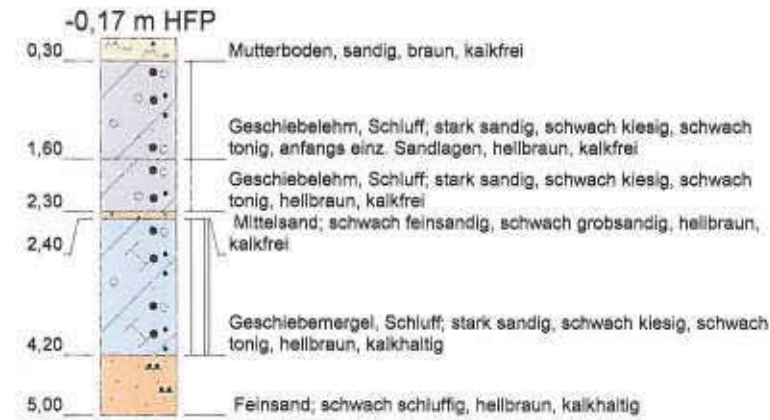 -0,17 m HFP
0,30
Mutterboden, sandig, braun, kalkfrei
Geschiebelehm, Schluff; stark sandig, schwach kiesig, schwach
1,60
tonig, anfangs einz. Sandlagen, hellbraun, kalkfrei
Geschiebelehm, Schluff; stark sandig, schwach kiesig, schwach
2,30
tonig, hellbraun, kalkfrei
Mittelsand; schwach feinsandig, schwach grobsandig, hellbraun,
2,40
kalkfrei
Geschiebemergel, Schluff; stark sandig, schwach kiesig, schwach
4,20
tonig, hellbraun, kalkhaltig
5,00
Feinsand; schwach schluffig, hellbraun, kalkhaltig